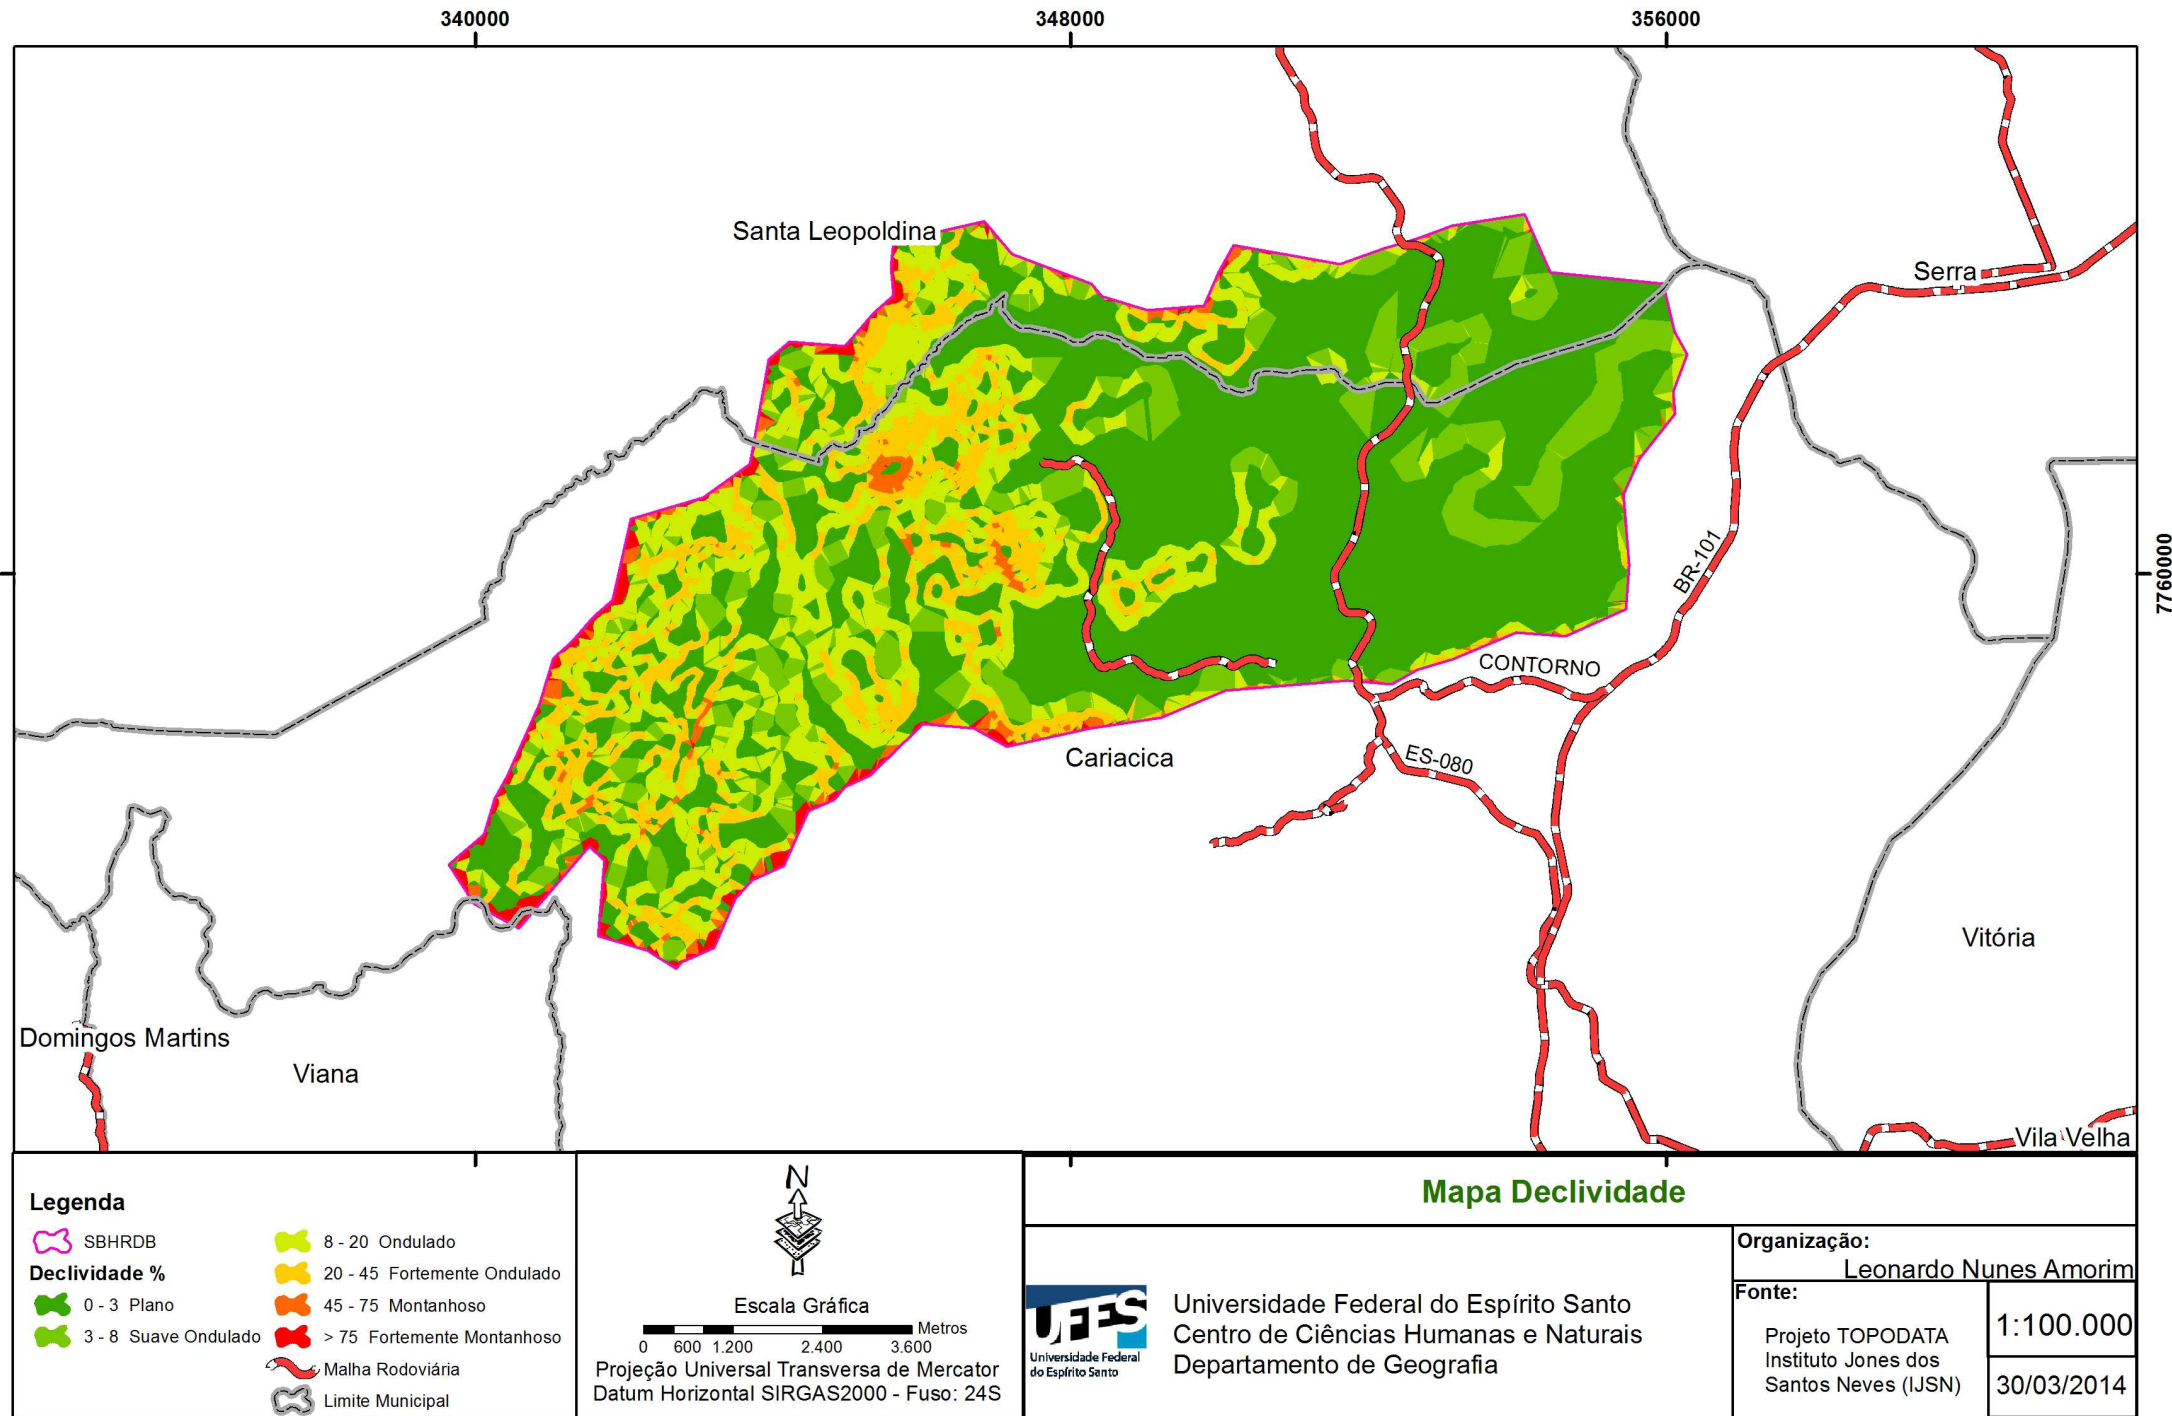 340000
348000
356000
Santa Leopoldina
Serra
7760000
BR-101
CONTORNO
Cariacica
ES-080
Vitória
Domingos Martins
Viana
Vila Velha
Legenda
SBHRDB
Declividade %
0 - 3 Plano
3 - 8 Suave Ondulado
8 - 20 Ondulado
20 - 45 Fortemente Ondulado
45 - 75 Montanhoso
> 75 Fortemente Montanhoso
Malha Rodoviária
Limite Municipal
N
Escala Gráfica
Metros
0 600 1.200 2.400 3.600
Projeção Universal Transversa de Mercator
Datum Horizontal SIRGAS2000 - Fuso: 24S
Mapa Declividade
UFES
Universidade Federal
do Espírito Santo
Universidade Federal do Espírito Santo
Centro de Ciências Humanas e Naturais
Departamento de Geografia
Organização:
Leonardo Nunes Amorim
Fonte:
Projeto TOPODATA
Instituto Jones dos
Santos Neves (IJSN)
1:100.000
30/03/2014